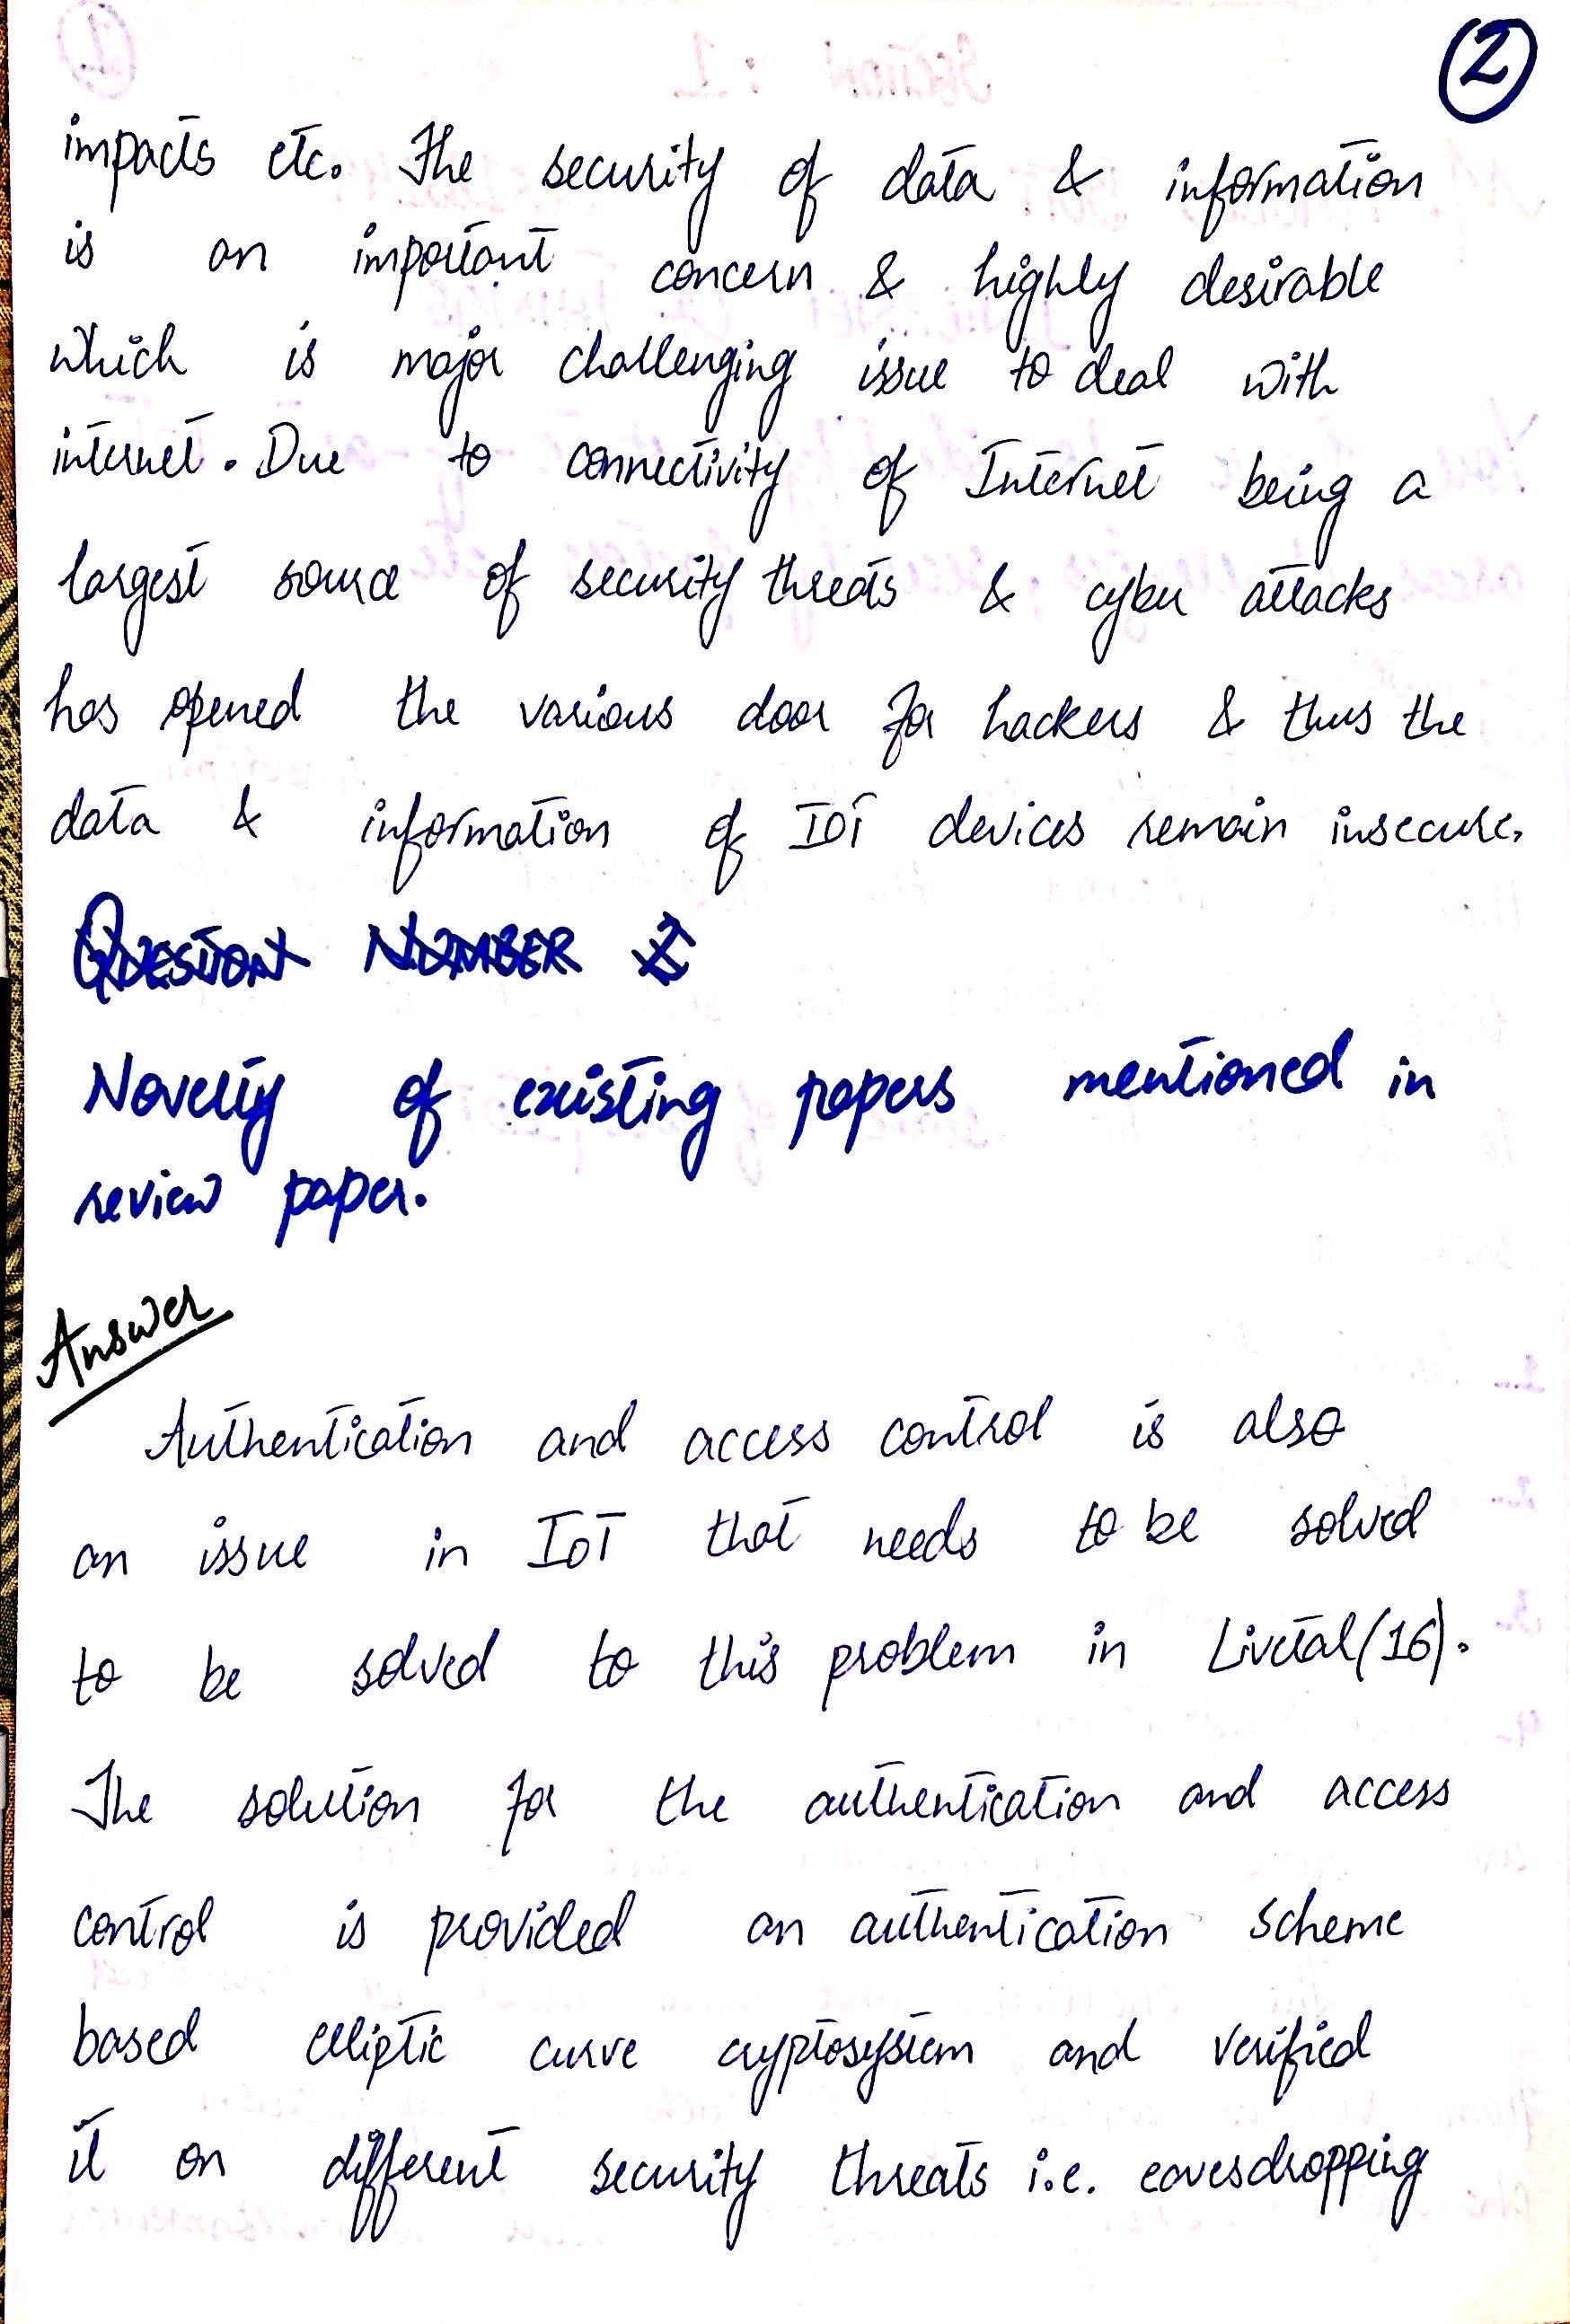 2
impacts etc. The security of data & information
is an important concern & highly desirable
which is major challenging issue to deal with
internet. Due to connectivity of Internet being a
largest source of security threats & cyber attacks
has opened the various door for hackers & thus the
data & information of IOT devices remain insecure.
QUESTION NUMBER
Novelty of existing papers mentioned in
review paper.
Answer
Authentication and access control is also
an issue in IoT that needs to be solved
to be solved to this problem in Livetal(16).
The solution for the authentication and access
control is provided an authentication scheme
based elliptic curve cryptosystem and verified
it on different security threats i.e. eavesdropping